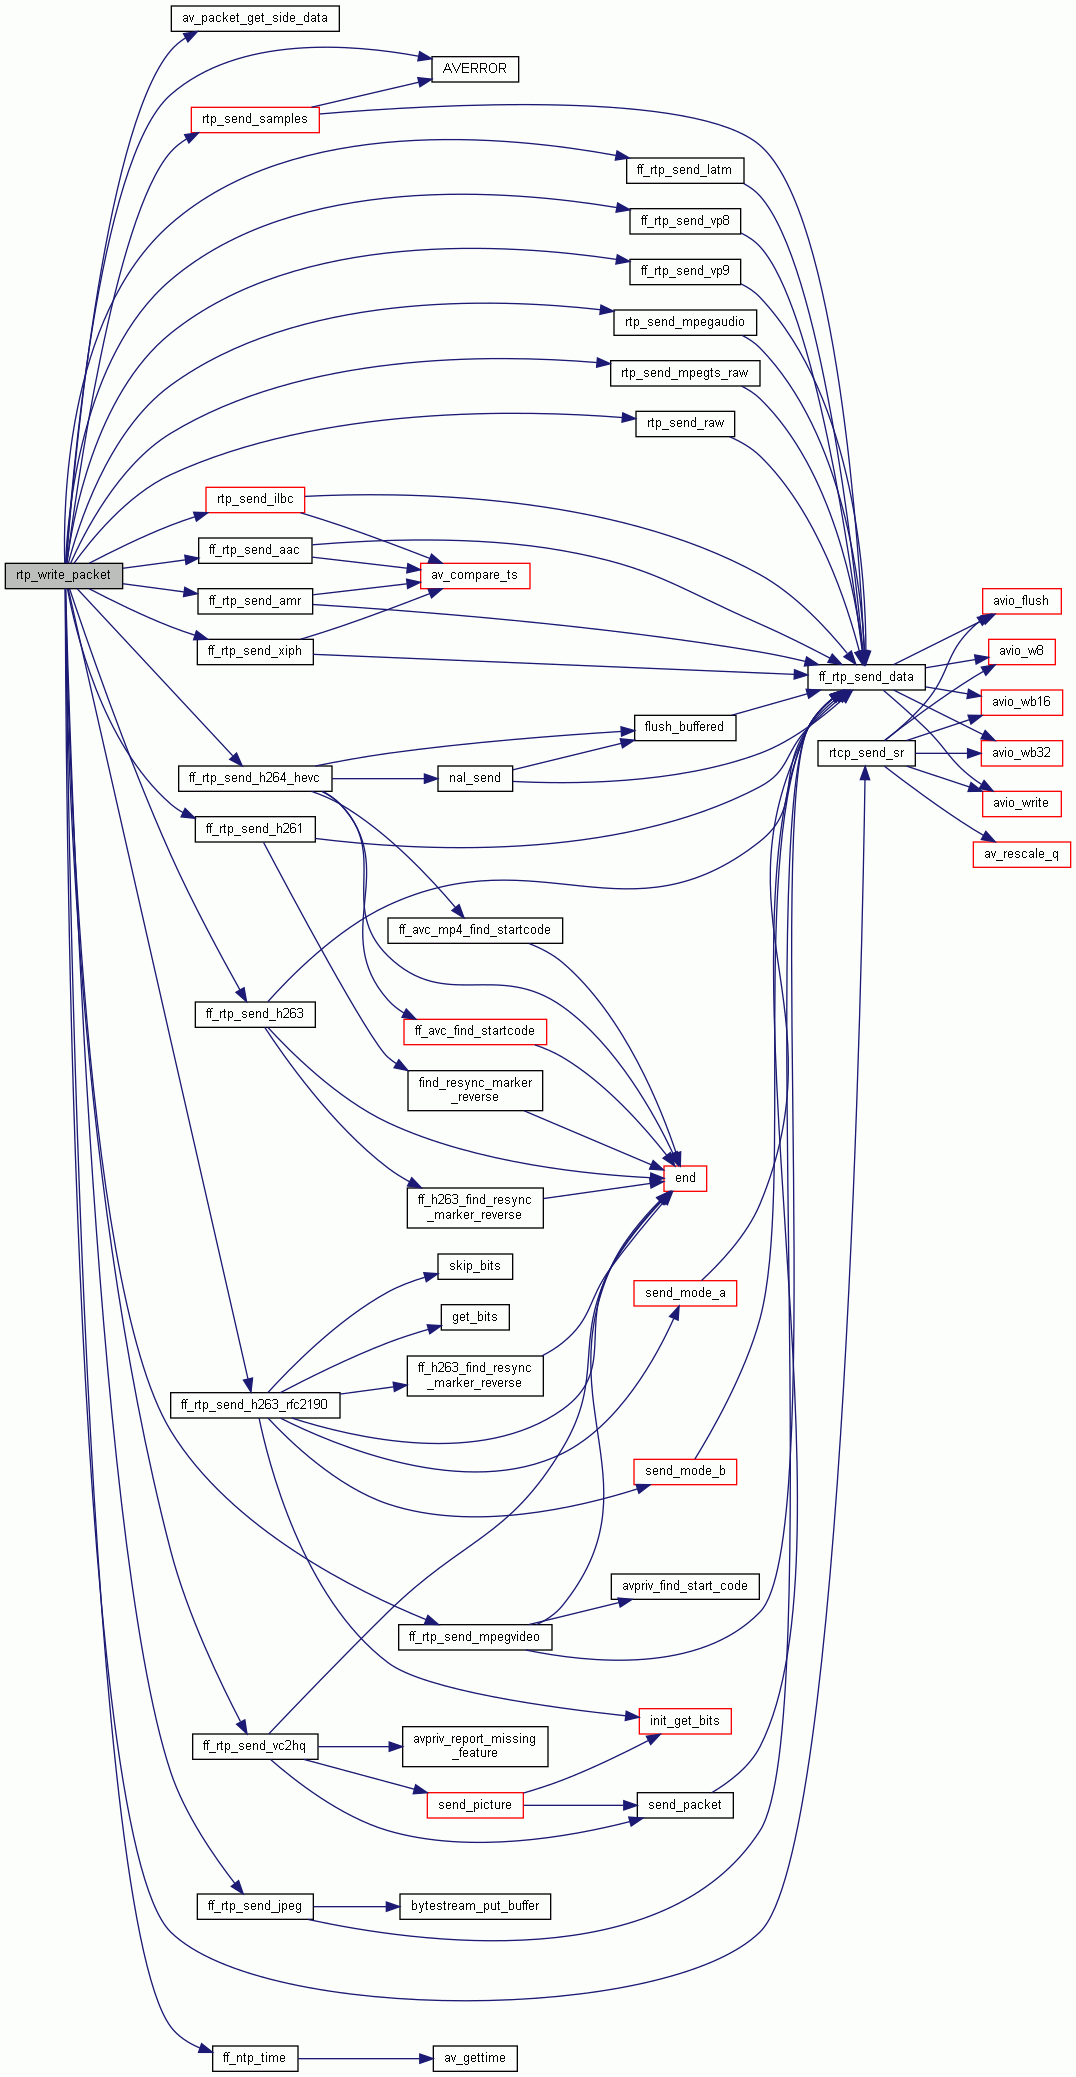 av_packet_get_side_data
AVERROR
rtp_send_samples
ff_rtp_send_latm
ff_rtp_send_vp8
ff_rtp_send_vp9
rtp_send_mpegaudio
rtp_send_mpegts_raw
rtp_send_raw
rtp_send_ilbc
ff_rtp_send_aac
rtp_write_packet
av_compare_ts
ff_rtp_send_amr
avio_flush
ff_rtp_send_xiph
avio_w8
ff_rtp_send_data
avio_wb16
flush_buffered
rtcp_send_sr
avio_wb32
ff_rtp_send_h264_hevc
nal_send
avio_write
ff_rtp_send_h261
av_rescale_q
ff_avc_mp4_find_startcode
ff_rtp_send_h263
ff_avc_find_startcode
find_resync_marker
_reverse
end
ff_h263_find_resync
_marker_reverse
skip_bits
send_mode_a
get_bits
ff_h263_find_resync
_marker_reverse
ff_rtp_send_h263_rfc2190
send_mode_b
avpriv_find_start_code
ff_rtp_send_mpegvideo
init_get_bits
ff_rtp_send_vc2hq
avpriv_report_missing
_feature
send_picture
send_packet
ff_rtp_send_jpeg
bytestream_put_buffer
ff_ntp_time
av_gettime